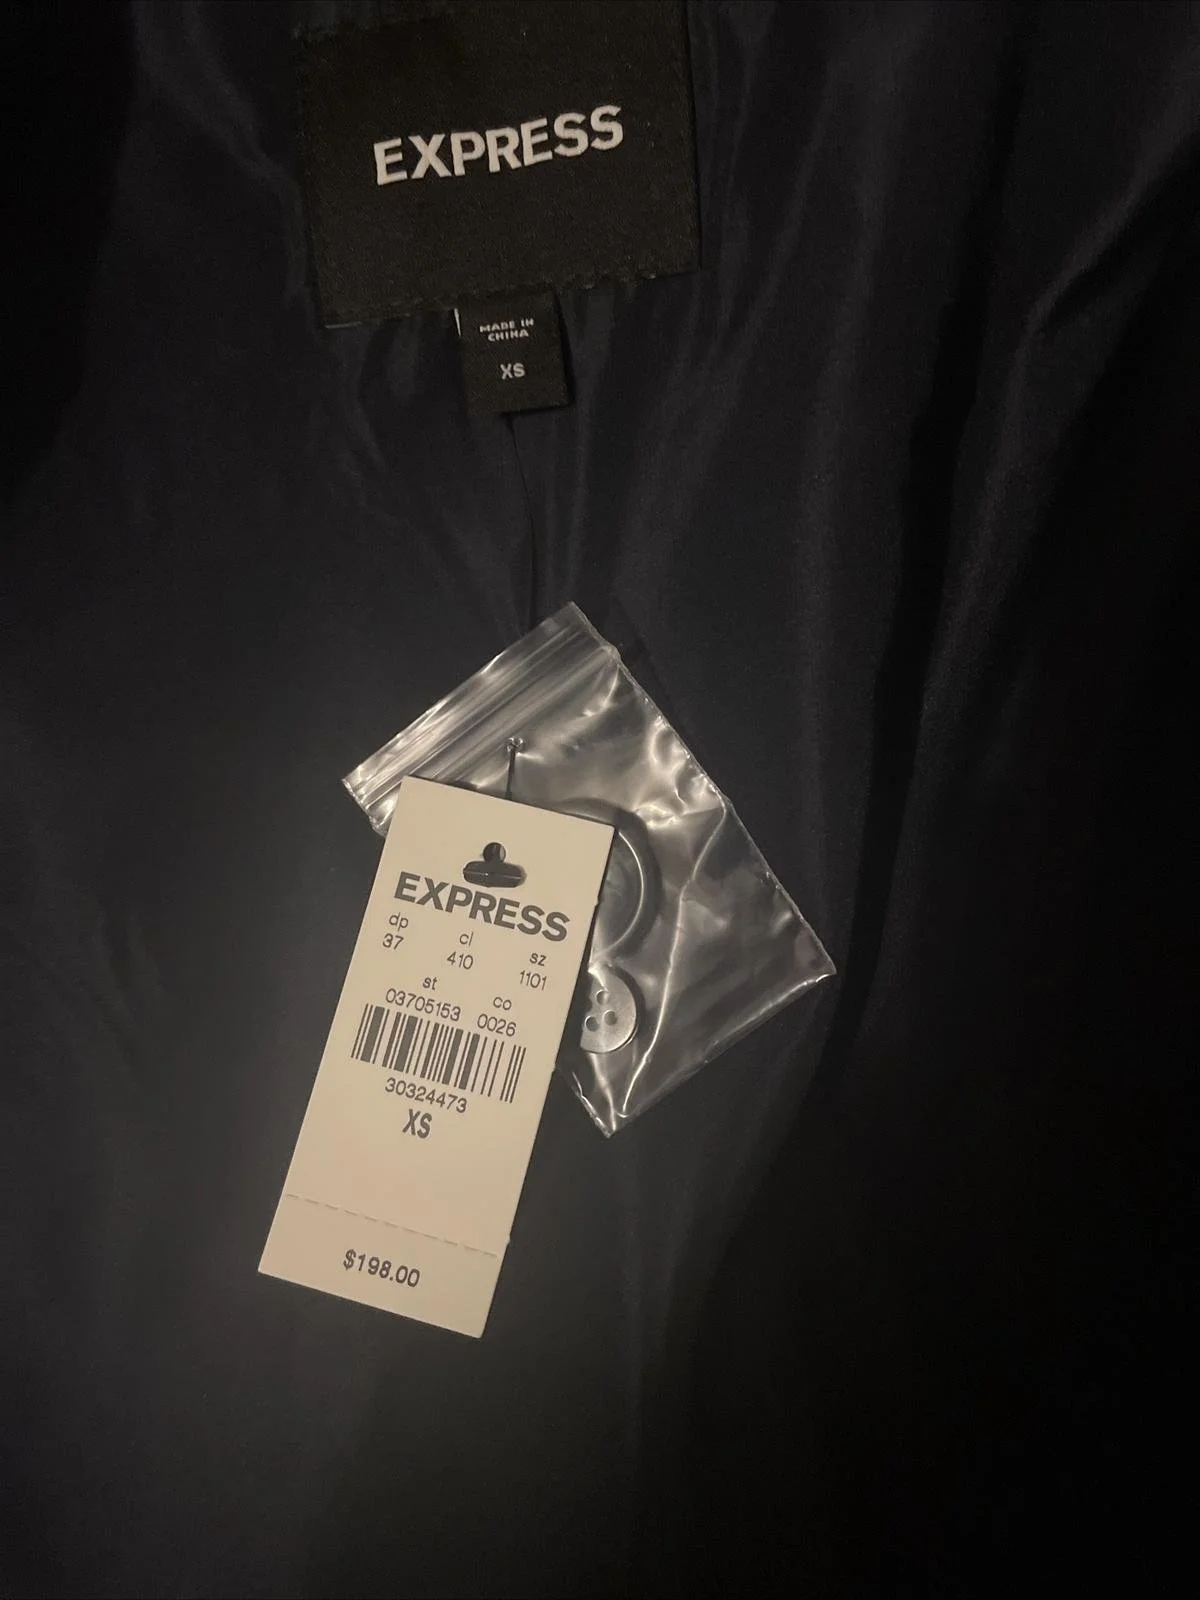 EXPRESS
MADE IN
CHINA
XS
EXPRESS
dp cl sz
37 410 1101
st co
03705153 0026
30324473
XS
$198.00